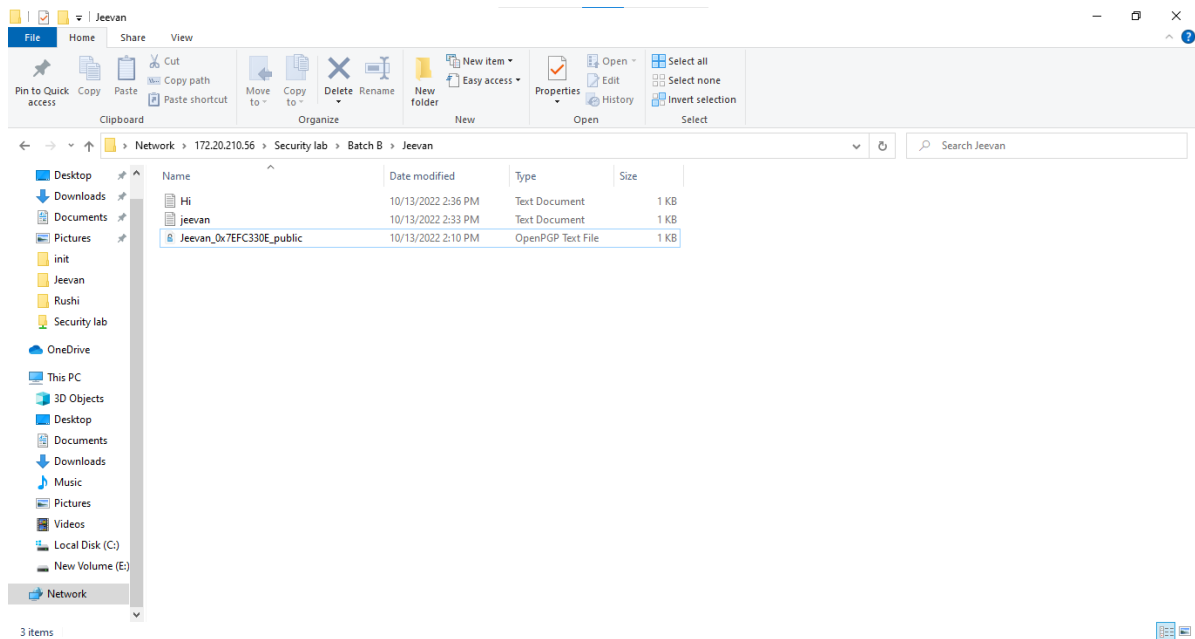 Jeevan
File Home Share View
Pin to Quick access
Copy
Paste
Cut
Copy path
Paste shortcut
Clipboard
Move to
Copy to
Delete
Rename
Organize
New folder
New item
Easy access
New
Properties
Open
Edit
History
Open
Select all
Select none
Invert selection
Select
Network > 172.20.210.56 > Security lab > Batch B > Jeevan
Search Jeevan
Desktop
Downloads
Documents
Pictures
init
Jeevan
Rushi
Security lab
OneDrive
This PC
3D Objects
Desktop
Documents
Downloads
Music
Pictures
Videos
Local Disk (C:)
New Volume (E:)
Network
Name Date modified Type Size
Hi 10/13/2022 2:36 PM Text Document 1 KB
jeevan 10/13/2022 2:33 PM Text Document 1 KB
Jeevan_0x7EFC330E_public 10/13/2022 2:10 PM OpenPGP Text File 1 KB
3 items